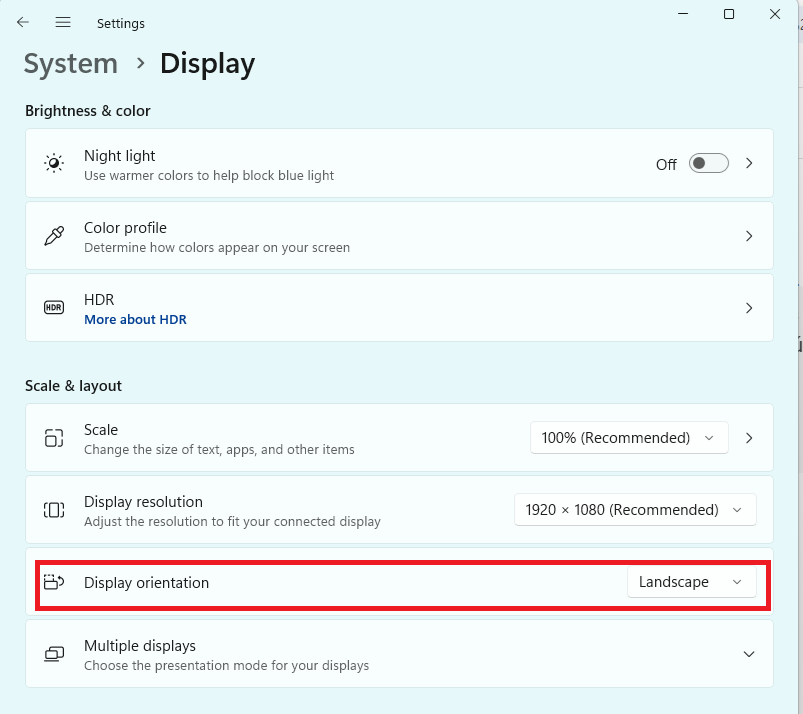 Settings
System > Display
Brightness & color
Night light
Use warmer colors to help block blue light
Off
Color profile
Determine how colors appear on your screen
HDR
HDR
More about HDR
Scale & layout
Scale
Change the size of text, apps, and other items
100% (Recommended)
Display resolution
Adjust the resolution to fit your connected display
1920 × 1080 (Recommended)
Display orientation
Landscape
Multiple displays
Choose the presentation mode for your displays